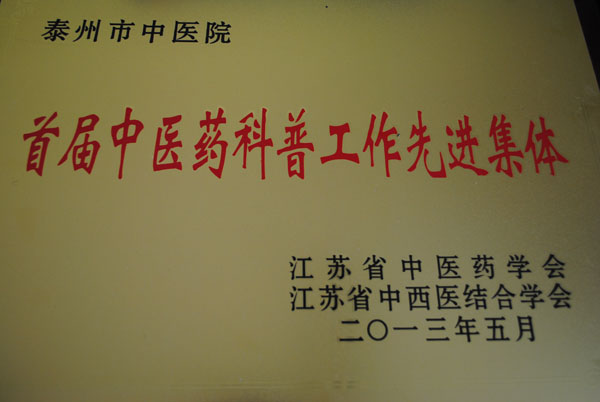 泰州市中医院
首届中医药科普工作先进集体
江苏省中医药学会
江苏省中西医结合学会
二〇一三年五月